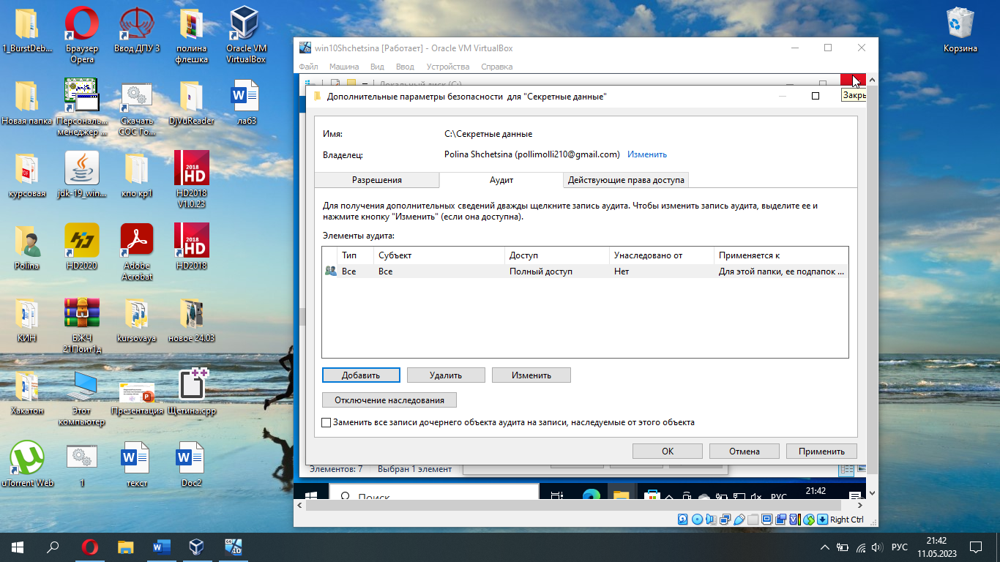 1_BurstDeb...
Браузер
Opera
Ввод ДПУ 3
полина
флешка
Oracle VM
VirtualBox
Корзина
Новая папка
Персональ...
менеджер ...
Скачать
СОС Го...
DjVuReader
лаб3
курсовая
jdk-19_win...
кпо кр1
HD2018
V1.0.23
Polina
HD2020
Adobe
Acrobat
HD2018
КИН
БЖЧ
21Поит1д
kursovaya
новое 24.03
Хакатон
Этот
компьютер
Презентация
Щетина.cpp
uTorrent Web
1
текст
Doc2
win10Shchetsina [Работает] - Oracle VM VirtualBox
Файл Машина Вид Ввод Устройства Справка
Локальный диск (C:)
Закры
Дополнительные параметры безопасности для "Секретные данные"
Имя: C:\Секретные данные
Владелец: Polina Shchetsina (pollimolli210@gmail.com) Изменить
Разрешения Аудит Действующие права доступа
Для получения дополнительных сведений дважды щелкните запись аудита. Чтобы изменить запись аудита, выделите ее и
нажмите кнопку "Изменить" (если она доступна).
Элементы аудита:
Тип Субъект Доступ Унаследовано от Применяется к
Все Все Полный доступ Нет Для этой папки, ее подпапок ...
Добавить Удалить Изменить
Отключение наследования
Заменить все записи дочернего объекта аудита на записи, наследуемые от этого объекта
ОК Отмена Применить
Элементов: 7 Выбран 1 элемент
Поиск
РУС
21:42
Right Ctrl
РУС
21:42
11.05.2023